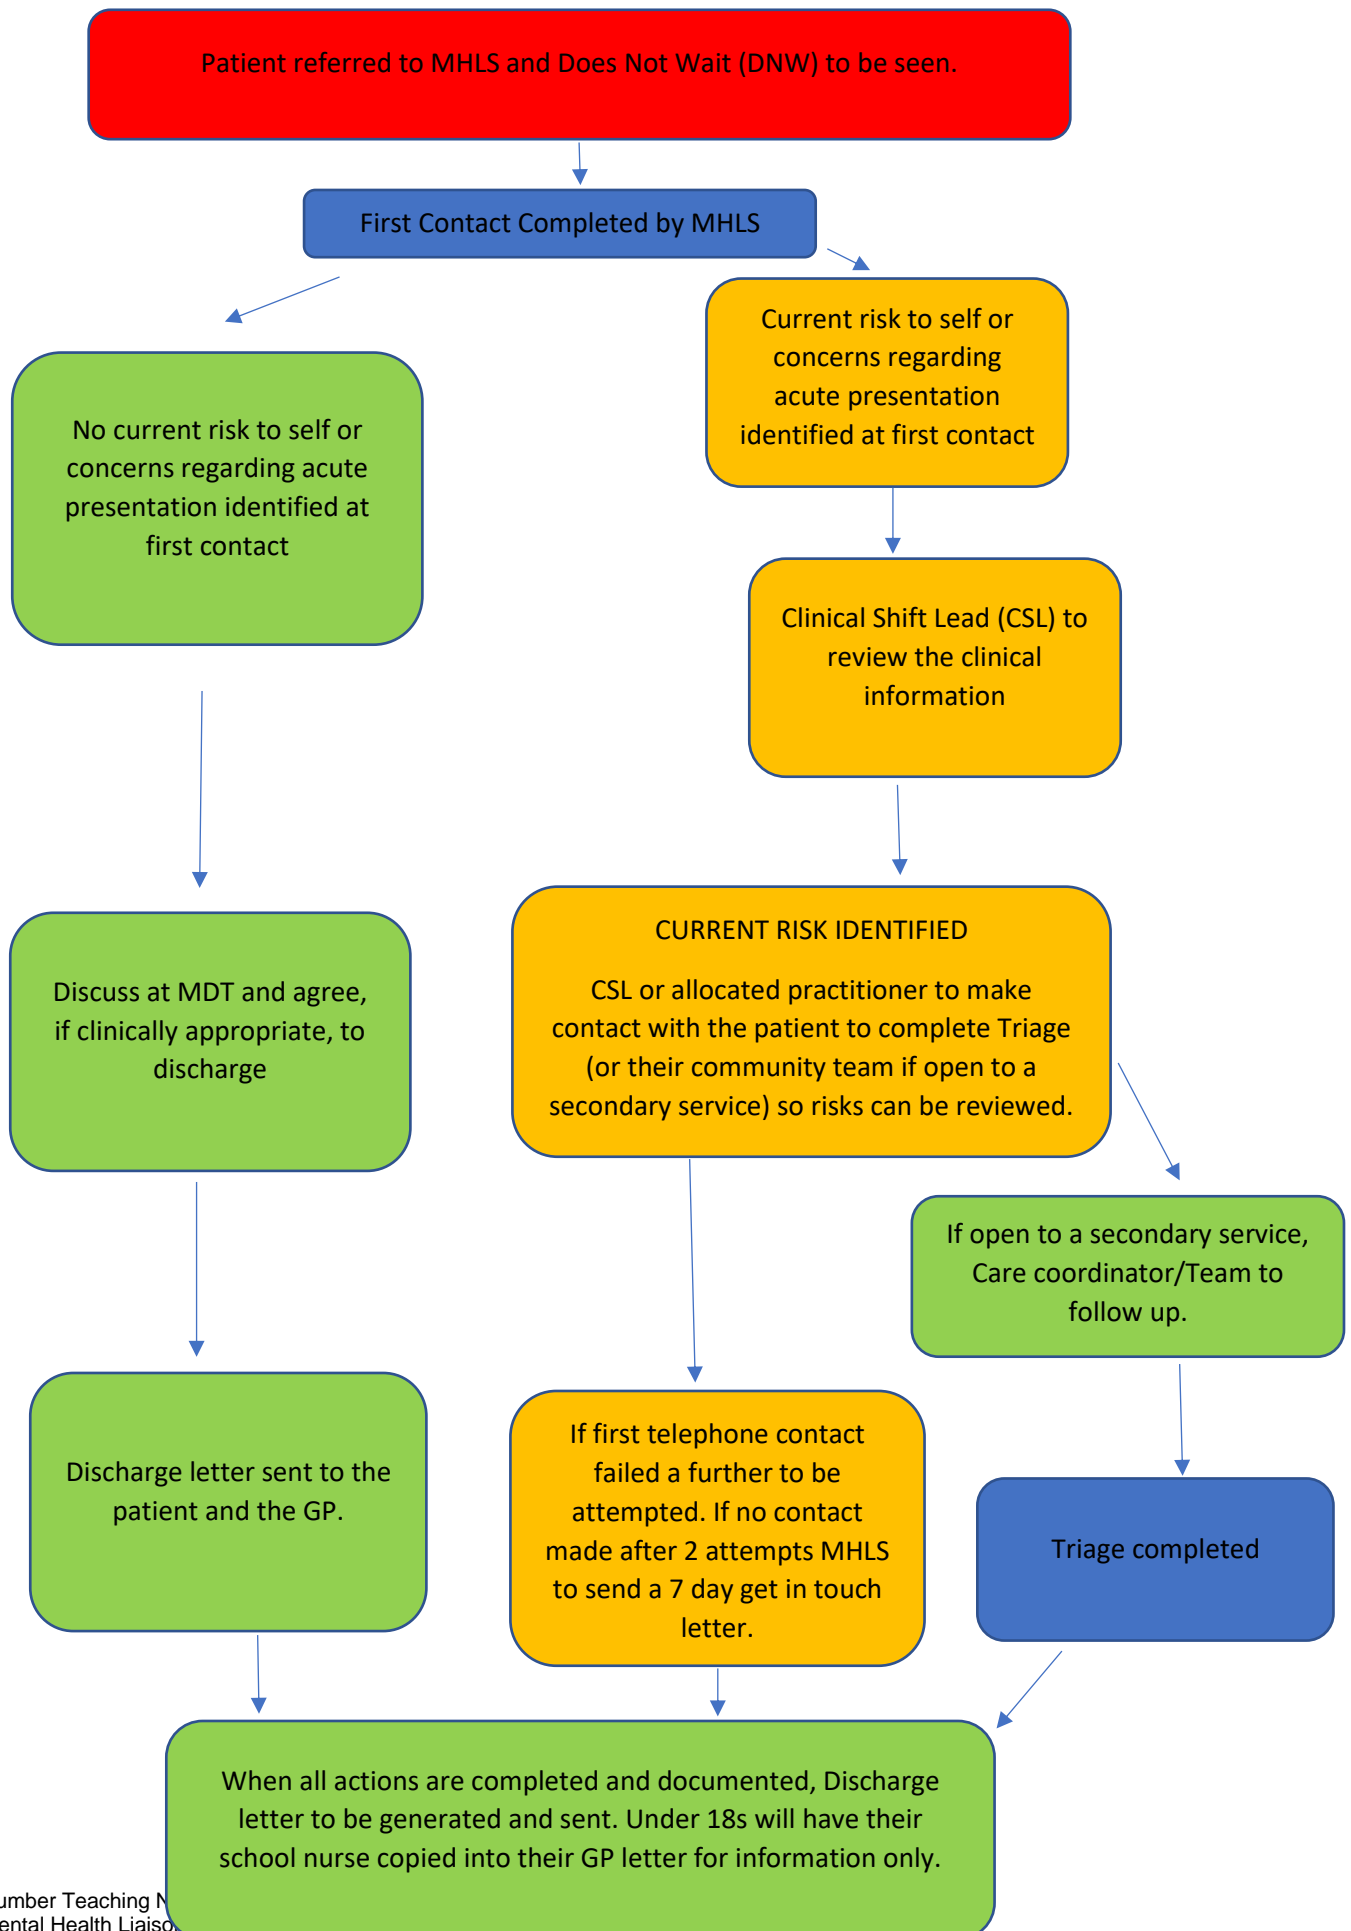 Patient referred to MHLS and Does Not Wait (DNW) to be seen.
First Contact Completed by MHLS
Current risk to self or
concerns regarding
acute presentation
identified at first contact
No current risk to self or
concerns regarding acute
presentation identified at
first contact
Clinical Shift Lead (CSL) to
review the clinical
information
CURRENT RISK IDENTIFIED
CSL or allocated practitioner to make
contact with the patient to complete Triage
(or their community team if open to a
secondary service) so risks can be reviewed.
Discuss at MDT and agree,
if clinically appropriate, to
discharge
If open to a secondary service,
Care coordinator/Team to
follow up.
Discharge letter sent to the
patient and the GP.
If first telephone contact
failed a further to be
attempted. If no contact
made after 2 attempts MHLS
to send a 7 day get in touch
letter.
Triage completed
When all actions are completed and documented, Discharge
letter to be generated and sent. Under 18s will have their
school nurse copied into their GP letter for information only.
Teaching
Health